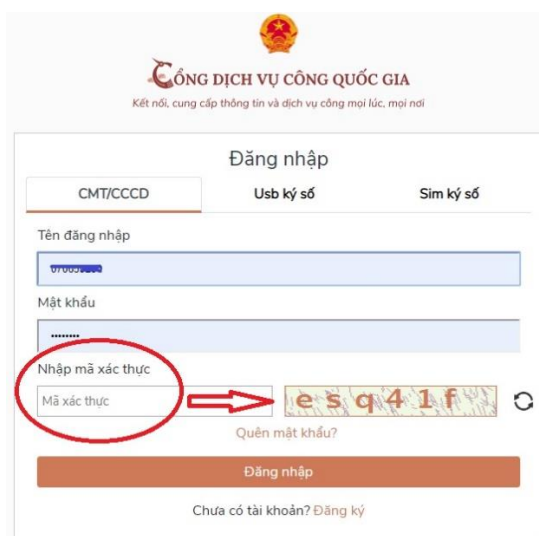 CỔNG DỊCH VỤ CÔNG QUỐC GIA
Kết nối, cung cấp thông tin và dịch vụ công mọi lúc, mọi nơi
Đăng nhập
CMT/CCCD Usb ký số Sim ký số
Tên đăng nhập
Mật khẩu
Nhập mã xác thực
Mã xác thực esq41f
Quên mật khẩu?
Đăng nhập
Chưa có tài khoản? Đăng ký